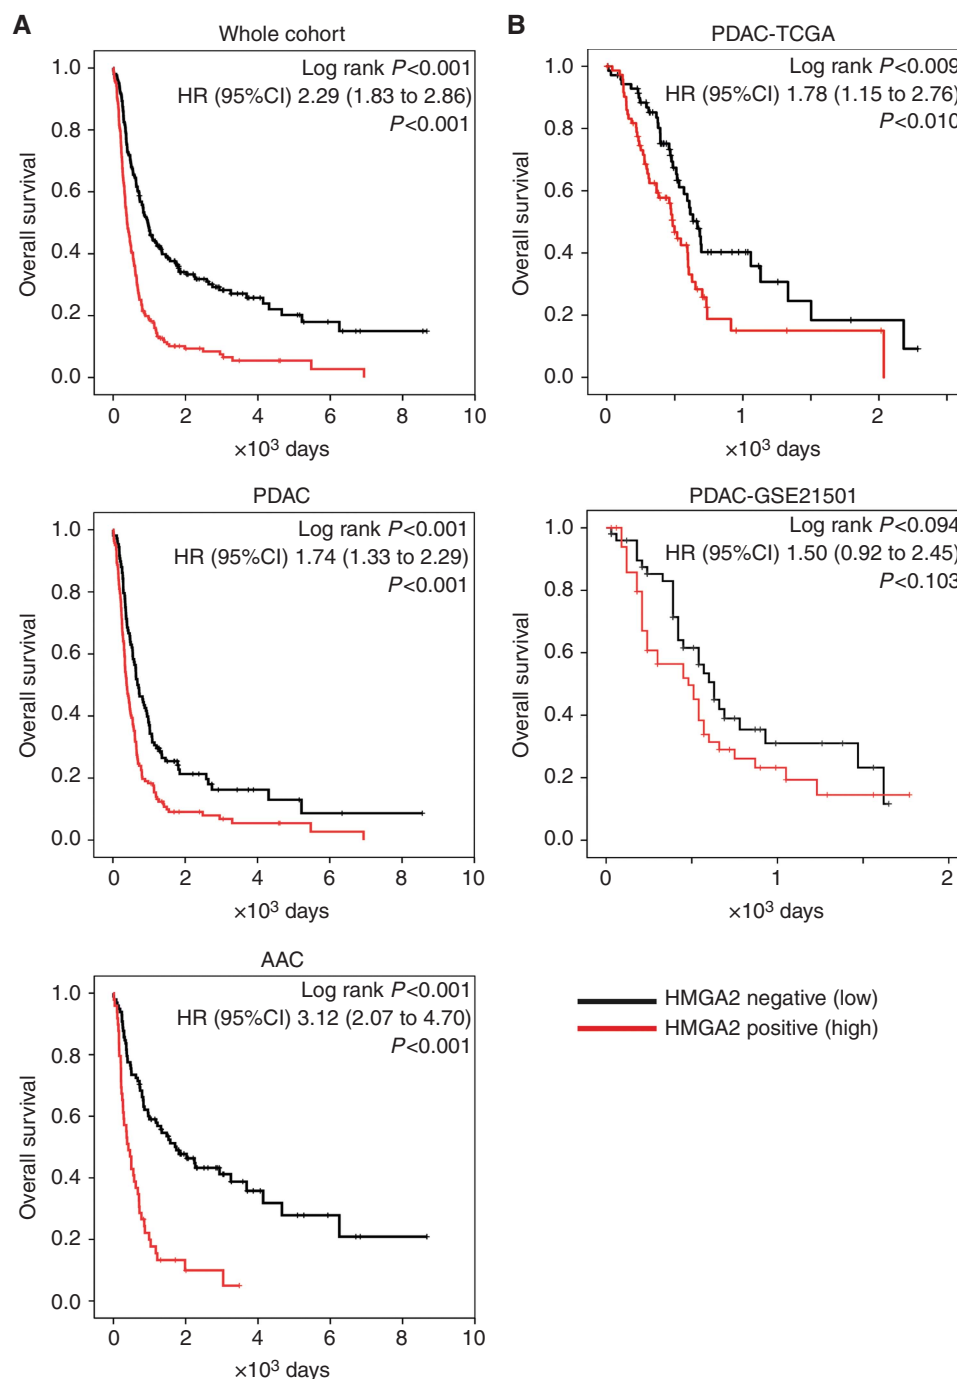 A
Whole cohort
Log rank P<0.001
HR (95%CI) 2.29 (1.83 to 2.86)
P<0.001
Overall survival
1.0
0.8
0.6
0.4
0.2
0.0
0 2 4 6 8 10
×10³ days
PDAC
Log rank P<0.001
HR (95%CI) 1.74 (1.33 to 2.29)
P<0.001
Overall survival
1.0
0.8
0.6
0.4
0.2
0.0
0 2 4 6 8 10
×10³ days
AAC
Log rank P<0.001
HR (95%CI) 3.12 (2.07 to 4.70)
P<0.001
Overall survival
1.0
0.8
0.6
0.4
0.2
0.0
0 2 4 6 8 10
×10³ days
B
PDAC-TCGA
Log rank P<0.009
HR (95%CI) 1.78 (1.15 to 2.76)
P<0.010
Overall survival
1.0
0.8
0.6
0.4
0.2
0.0
0 1 2
×10³ days
PDAC-GSE21501
Log rank P<0.094
HR (95%CI) 1.50 (0.92 to 2.45)
P<0.103
Overall survival
1.0
0.8
0.6
0.4
0.2
0.0
0 1 2
×10³ days
HMGA2 negative (low)
HMGA2 positive (high)